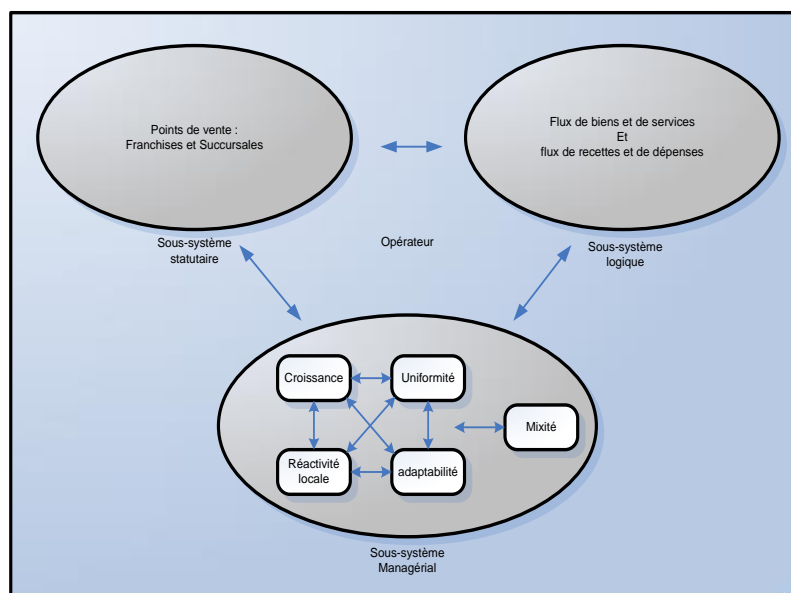 Points de vente :
Franchises et Succursales
Flux de biens et de services
Et
flux de recettes et de dépenses
Sous-système
statutaire
Opérateur
Sous-système
logique
Croissance
Uniformité
Mixité
Réactivité
locale
adaptabilité
Sous-système
Managérial